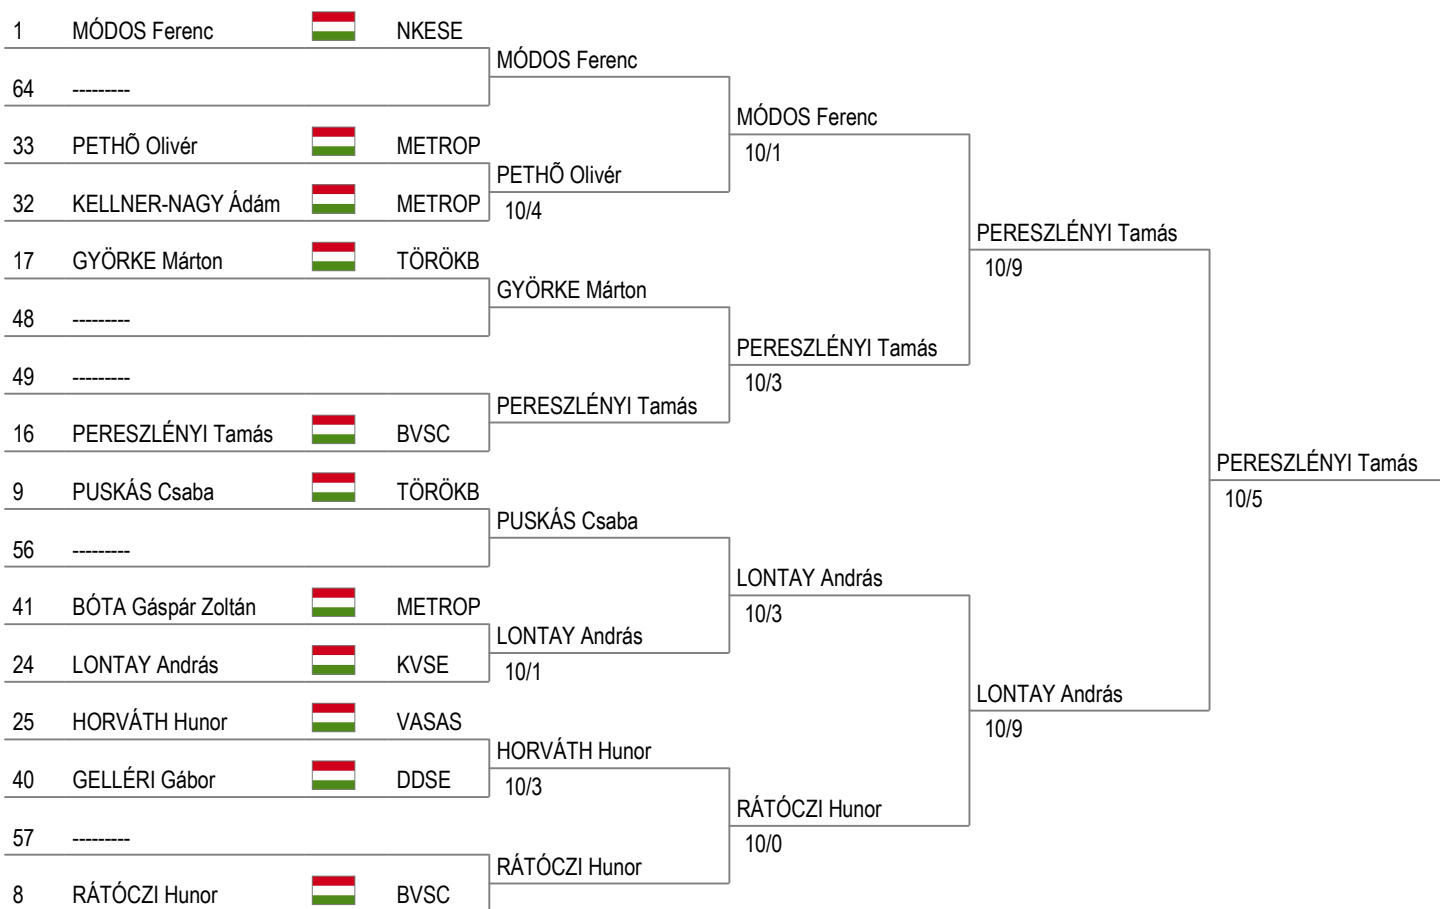 1 MÓDOS Ferenc NKESE
64 ---------
33 PETHÕ Olivér METROP
32 KELLNER-NAGY Ádám METROP
17 GYÖRKE Márton TÖRÖKB
48 ---------
49 ---------
16 PERESZLÉNYI Tamás BVSC
9 PUSKÁS Csaba TÖRÖKB
56 ---------
41 BÓTA Gáspár Zoltán METROP
24 LONTAY András KVSE
25 HORVÁTH Hunor VASAS
40 GELLÉRI Gábor DDSE
57 ---------
8 RÁTÓCZI Hunor BVSC
MÓDOS Ferenc
PETHÕ Olivér
10/4
GYÖRKE Márton
PERESZLÉNYI Tamás
PUSKÁS Csaba
LONTAY András
10/1
HORVÁTH Hunor
10/3
RÁTÓCZI Hunor
MÓDOS Ferenc
10/1
PERESZLÉNYI Tamás
10/3
LONTAY András
10/3
RÁTÓCZI Hunor
10/0
PERESZLÉNYI Tamás
10/9
LONTAY András
10/9
PERESZLÉNYI Tamás
10/5